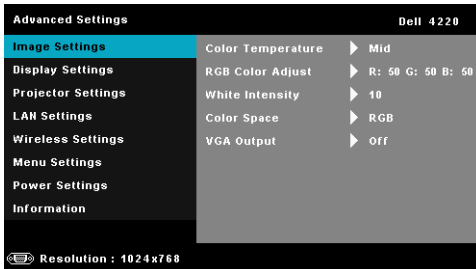 Advanced Settings Dell 4220
Image Settings Color Temperature Mid
Display Settings RGB Color Adjust R: 50 G: 50 B: 50
Projector Settings White Intensity 10
LAN Settings Color Space RGB
Wireless Settings VGA Output Off
Menu Settings
Power Settings
Information
Resolution : 1024x768